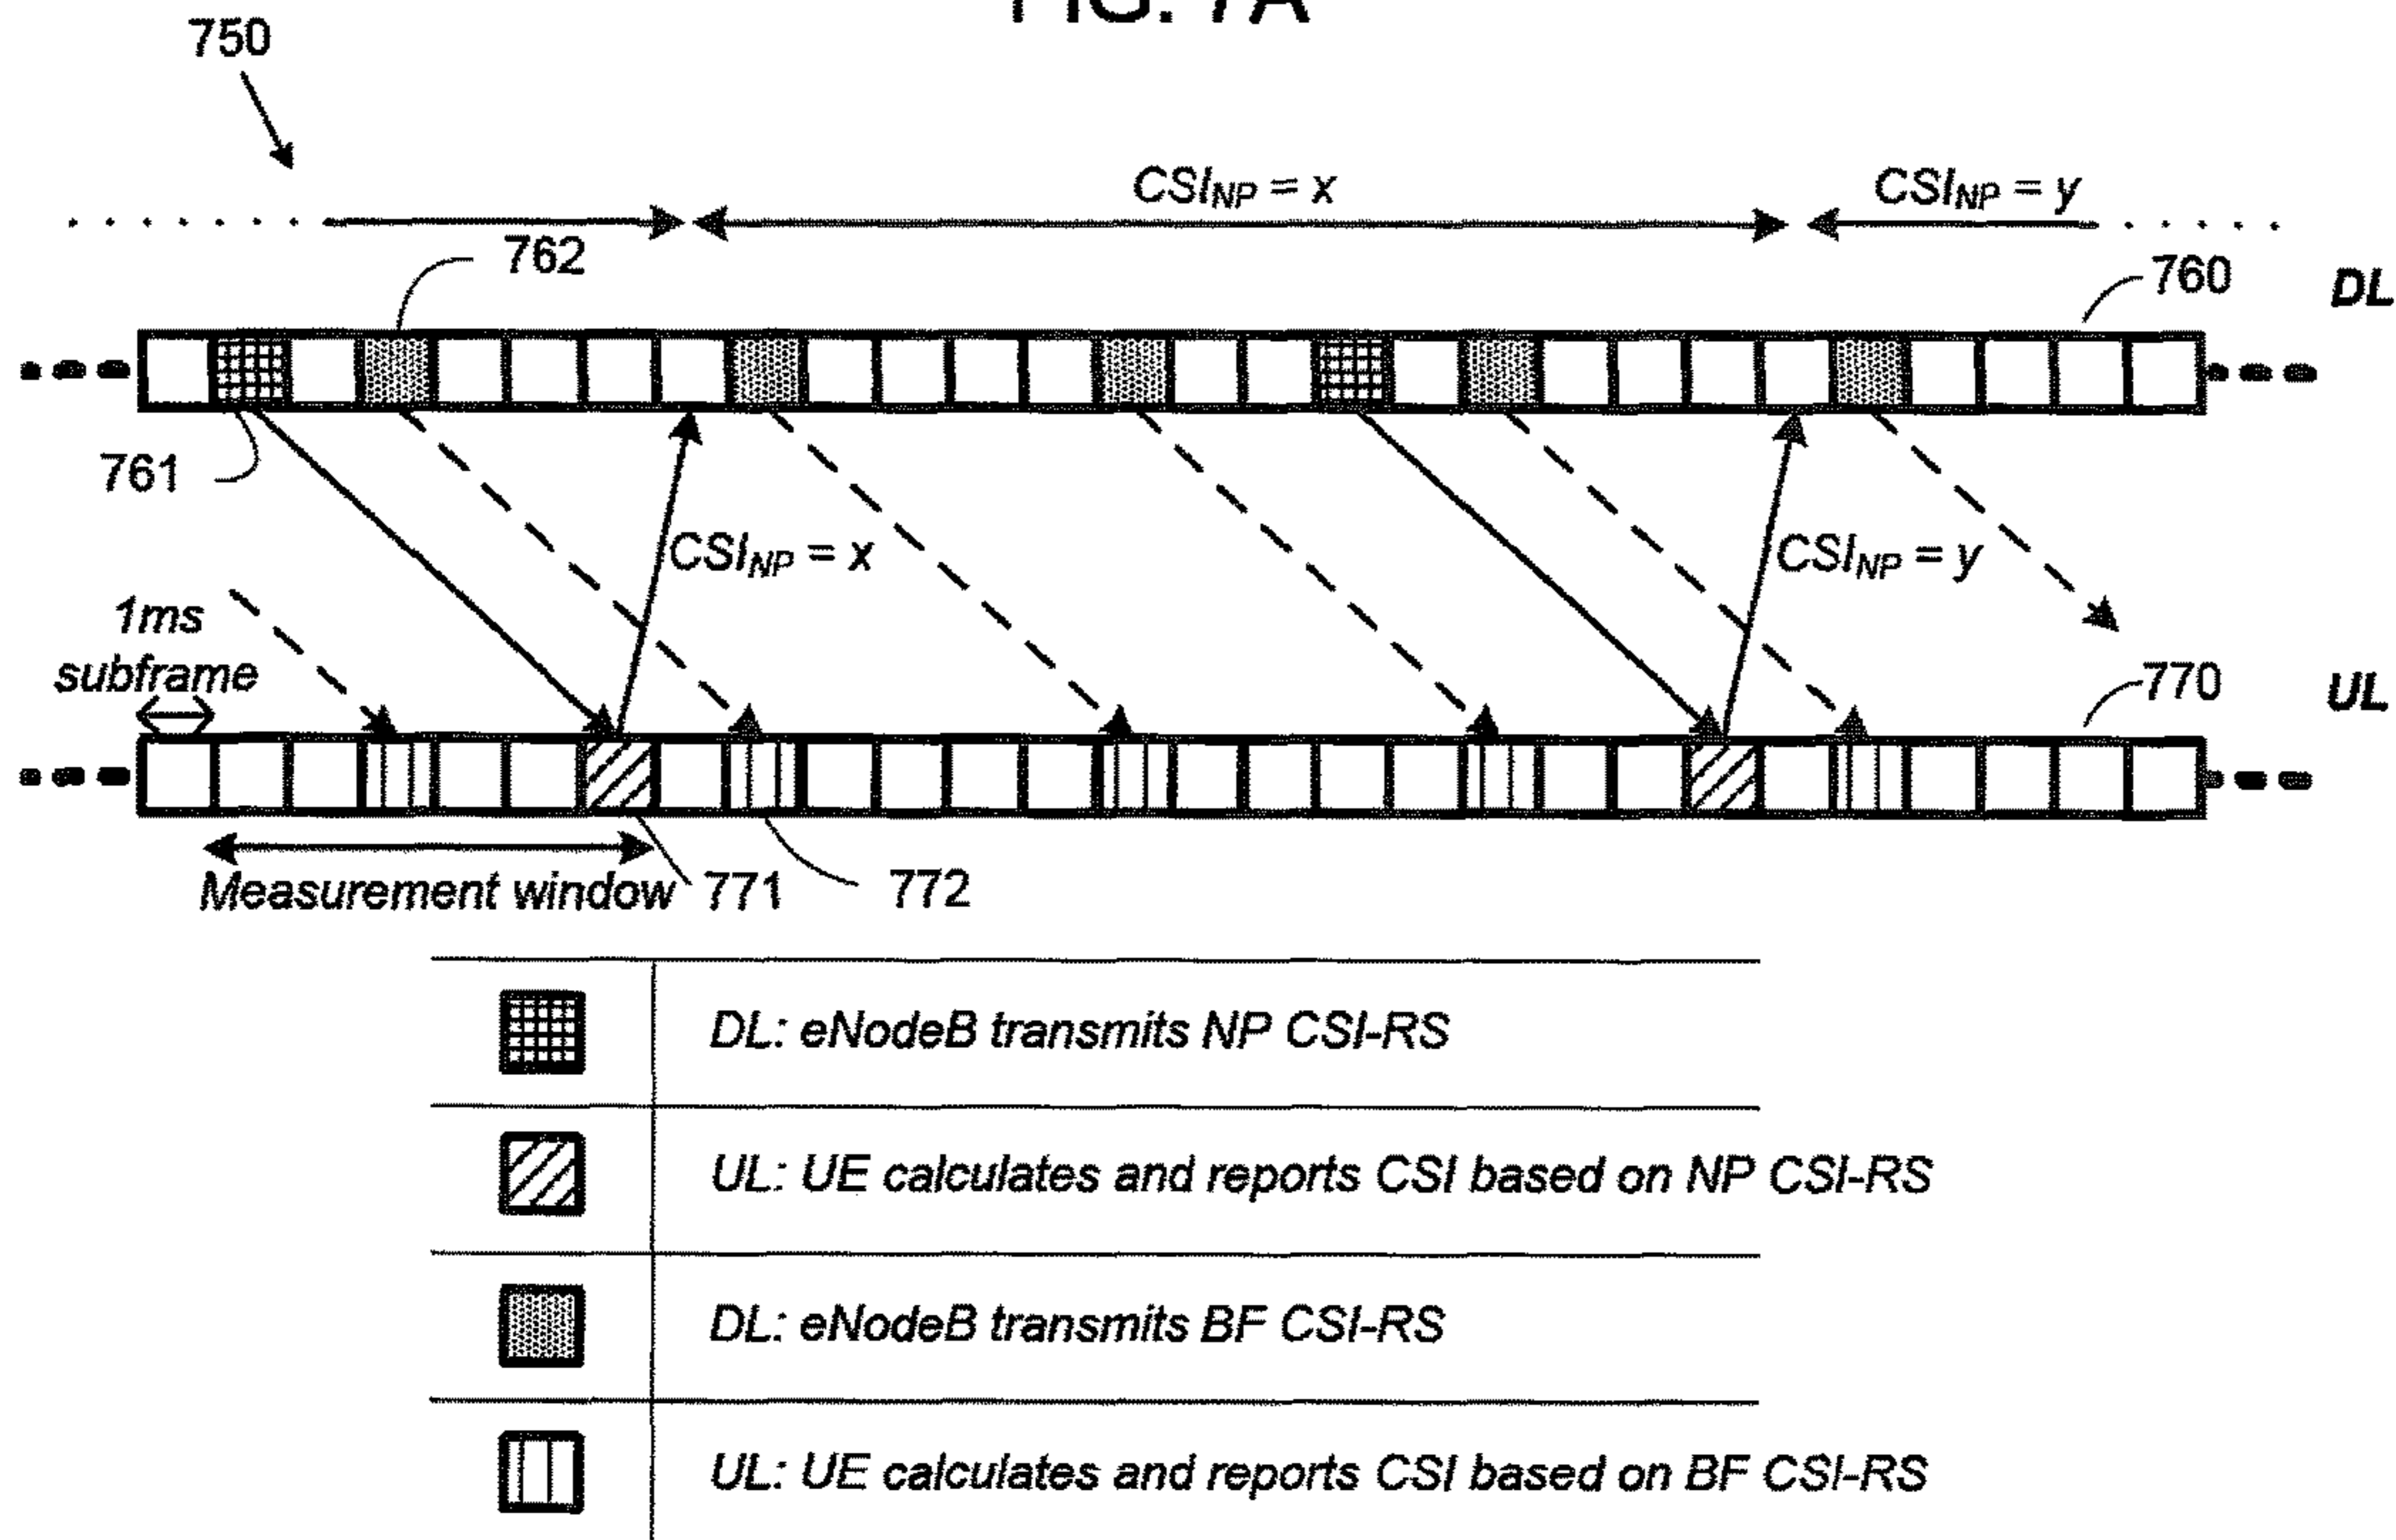 FIG. 7A
750
CSI_NP = x
CSI_NP = y
762
760
DL
761
CSI_NP = x
CSI_NP = y
1ms
subframe
770
UL
Measurement window
771
772
DL: eNodeB transmits NP CSI-RS
UL: UE calculates and reports CSI based on NP CSI-RS
DL: eNodeB transmits BF CSI-RS
UL: UE calculates and reports CSI based on BF CSI-RS